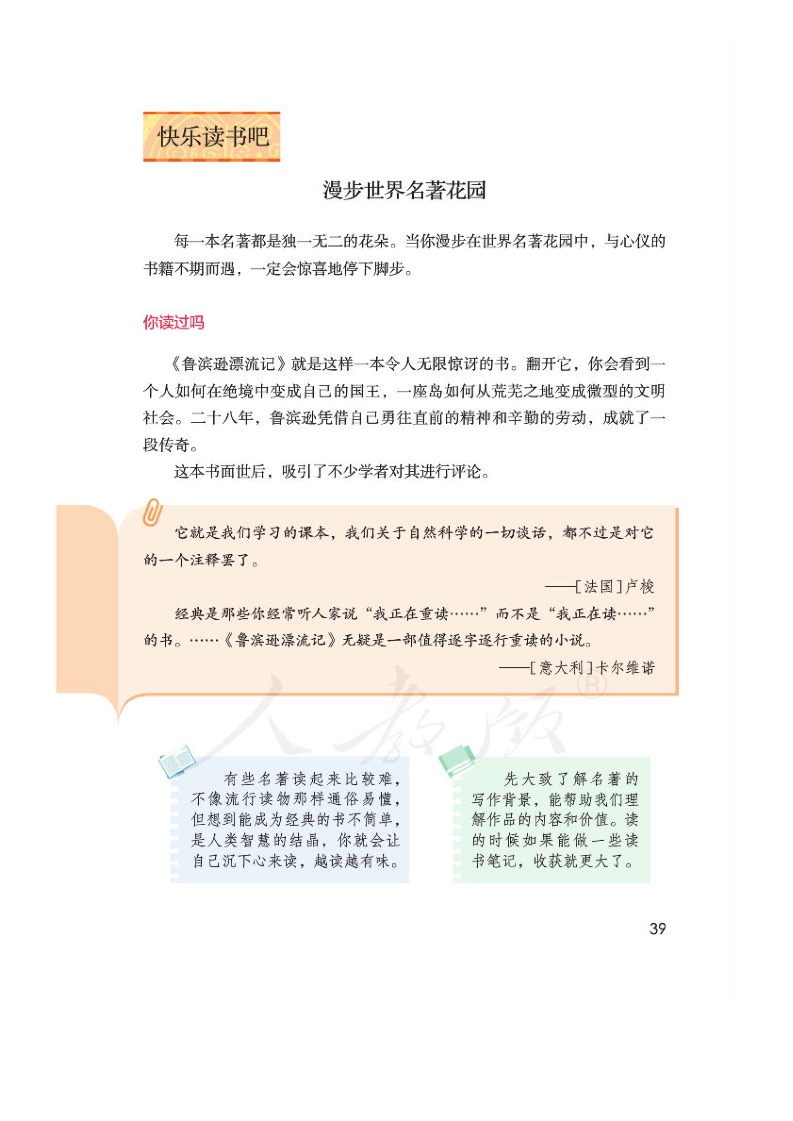 快乐读书吧
漫步世界名著花园
每一本名著都是独一无二的花朵。当你漫步在世界名著花园中，与心仪的
书籍不期而遇，一定会惊喜地停下脚步。
你读过吗
《鲁滨逊漂流记》就是这样一本令人无限惊讶的书。翻开它，你会看到一
个人如何在绝境中变成自己的国王，一座岛如何从荒芜之地变成微型的文明
社会。二十八年，鲁滨逊凭借自己勇往直前的精神和辛勤的劳动，成就了一
段传奇。
这本书面世后，吸引了不少学者对其进行评论。
它就是我们学习的课本，我们关于自然科学的一切谈话，都不过是对它
的一个注释罢了。
——[法国]卢梭
经典是那些你经常听人家说“我正在重读……”而不是“我正在读……”
的书。……《鲁滨逊漂流记》无疑是一部值得逐字逐行重读的小说。
——[意大利]卡尔维诺
人教版®
有些名著读起来比较难，
不像流行读物那样通俗易懂，
但想到能成为经典的书不简单，
是人类智慧的结晶，你就会让
自己沉下心来读，越读越有味。
先大致了解名著的
写作背景，能帮助我们理
解作品的内容和价值。读
的时候如果能做一些读
书笔记，收获就更大了。
39